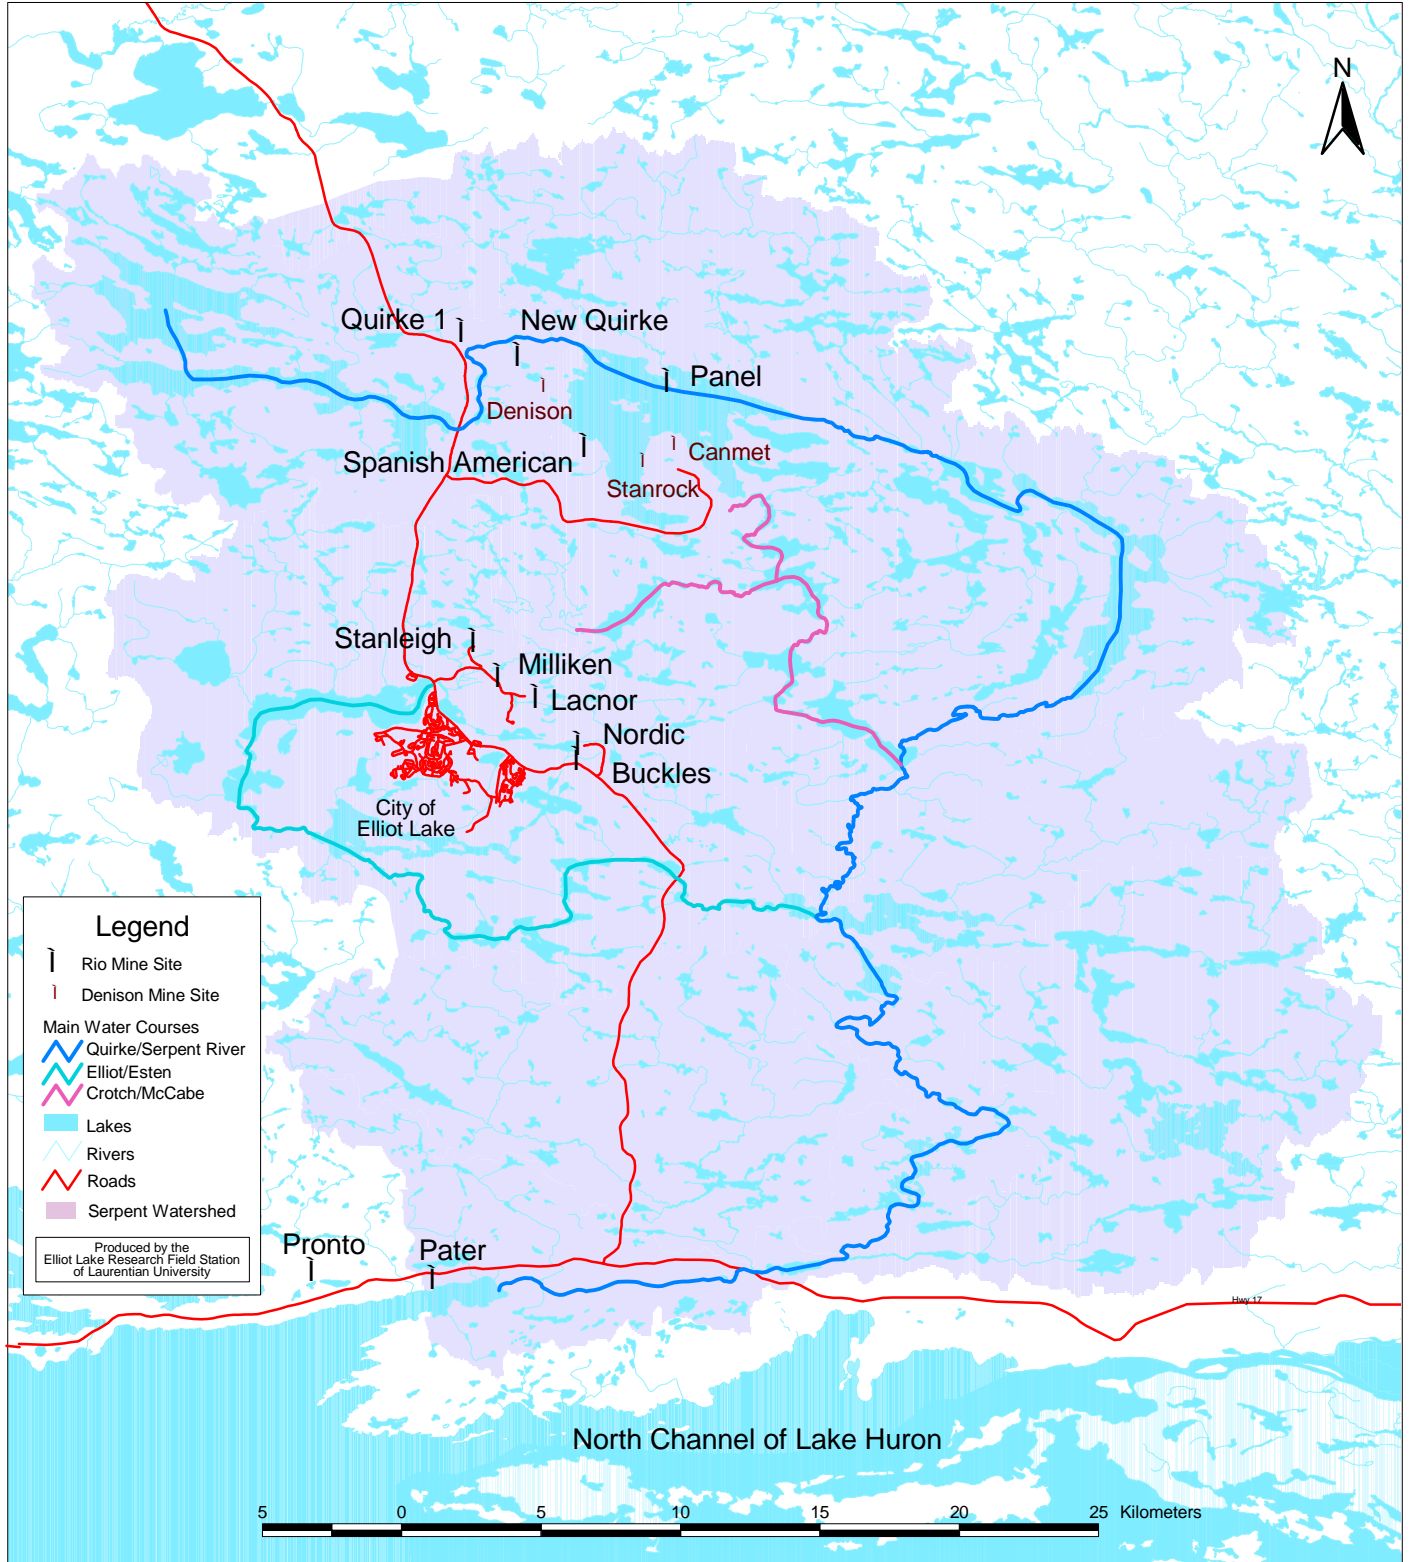 N
Quirke 1
New Quirke
Panel
Denison
Spanish American
Canmet
Stanrock
Stanleigh
Milliken
Lacnor
Nordic
Buckles
City of
Elliot Lake
Legend
Rio Mine Site
Denison Mine Site
Main Water Courses
Quirke/Serpent River
Elliot/Esten
Crotch/McCabe
Lakes
Rivers
Roads
Serpent Watershed
Produced by the
Elliot Lake Research Field Station
of Laurentian University
Pronto
Pater
Hwy 17
North Channel of Lake Huron
5 0 5 10 15 20 25 Kilometers